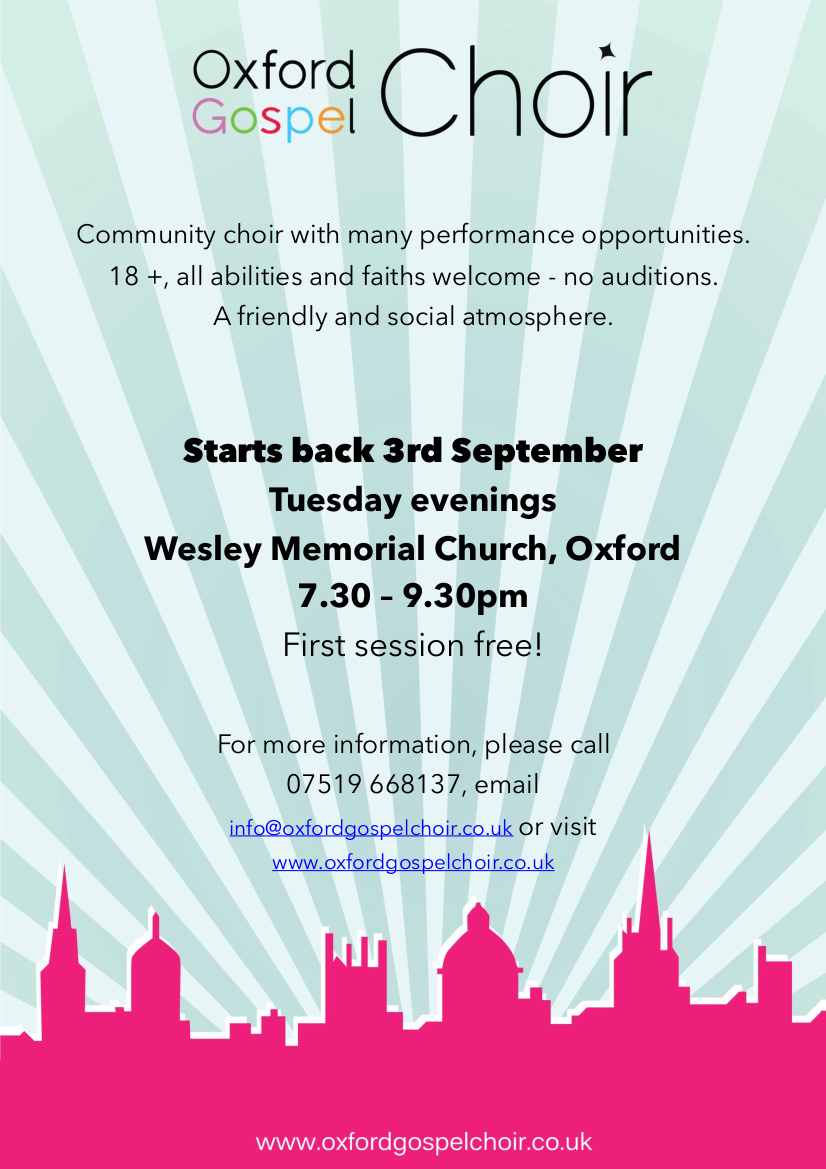 Oxford
Gospel Choir
Community choir with many performance opportunities.
18 +, all abilities and faiths welcome - no auditions.
A friendly and social atmosphere.
Starts back 3rd September
Tuesday evenings
Wesley Memorial Church, Oxford
7.30 – 9.30pm
First session free!
For more information, please call
07519 668137, email
info@oxfordgospelchoir.co.uk or visit
www.oxfordgospelchoir.co.uk
www.oxfordgospelchoir.co.uk